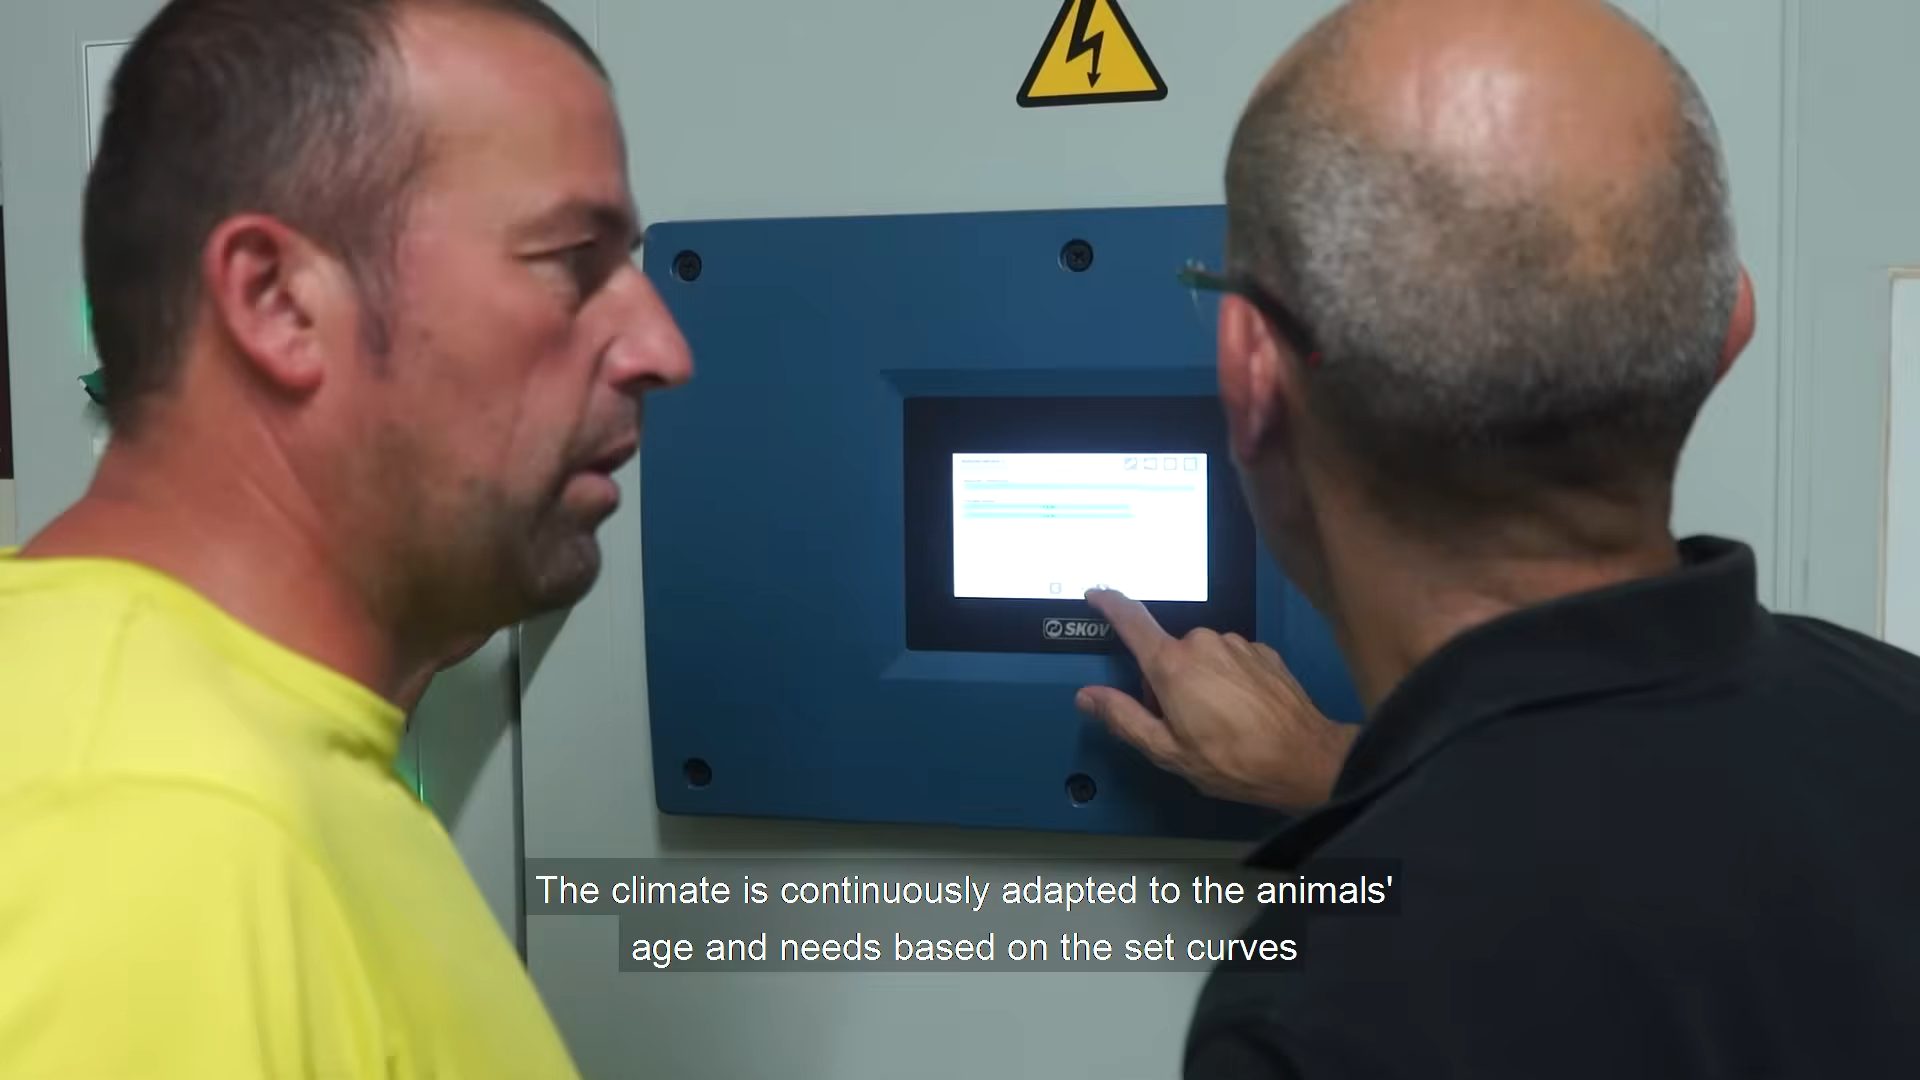 SKOV
The climate is continuously adapted to the animals'
age and needs based on the set curves